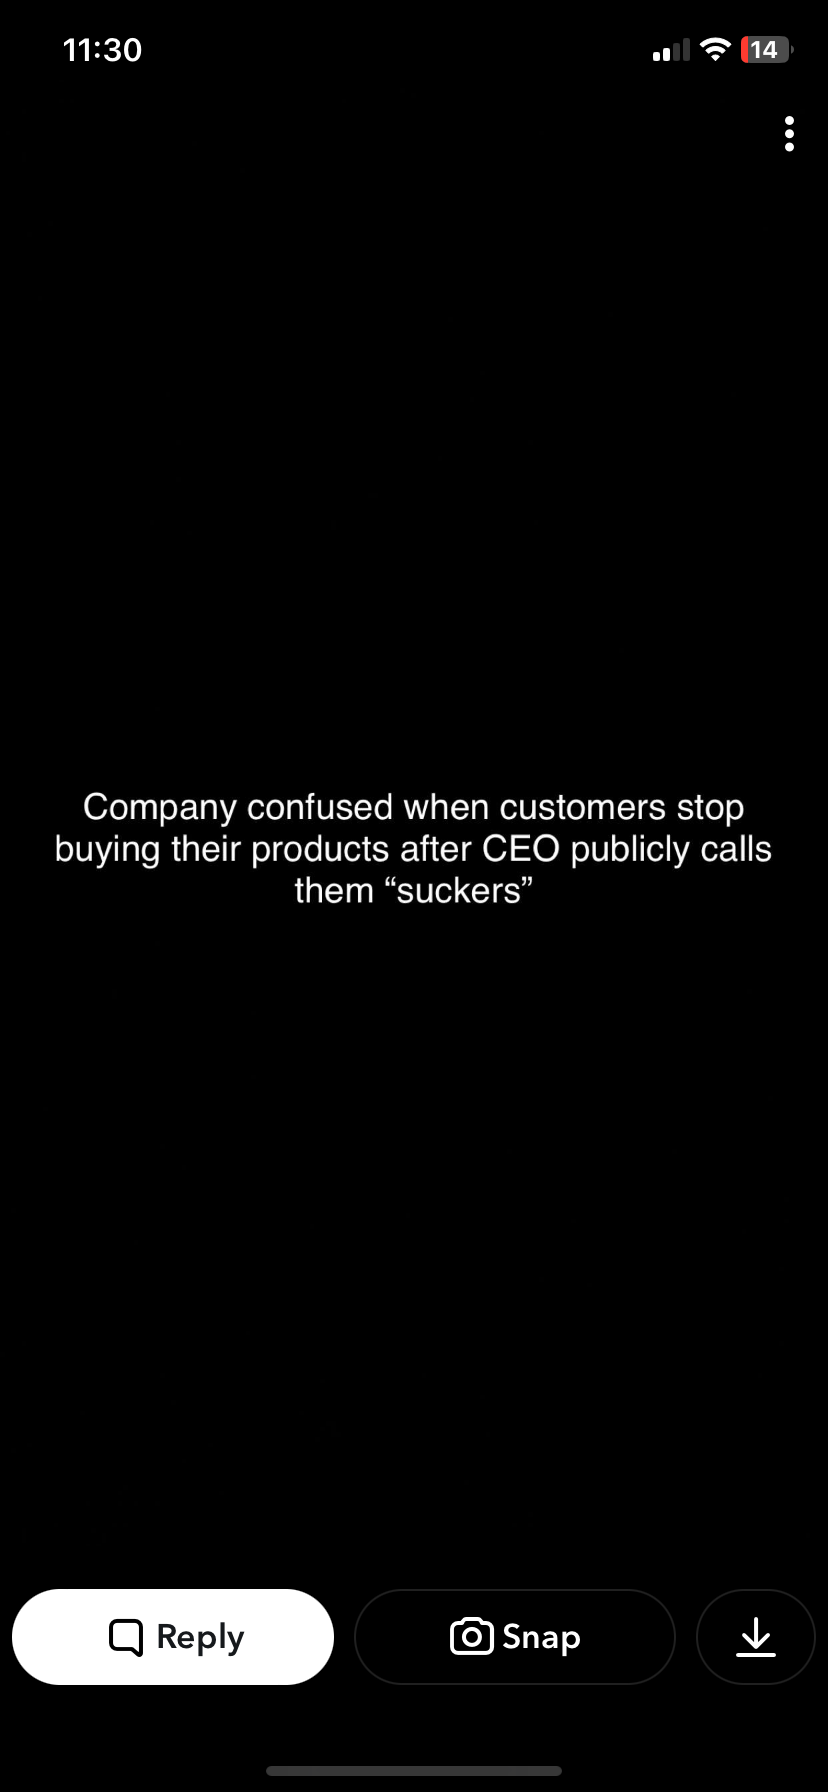 11:30
14
Company confused when customers stop
buying their products after CEO publicly calls
them “suckers”
Reply
Snap